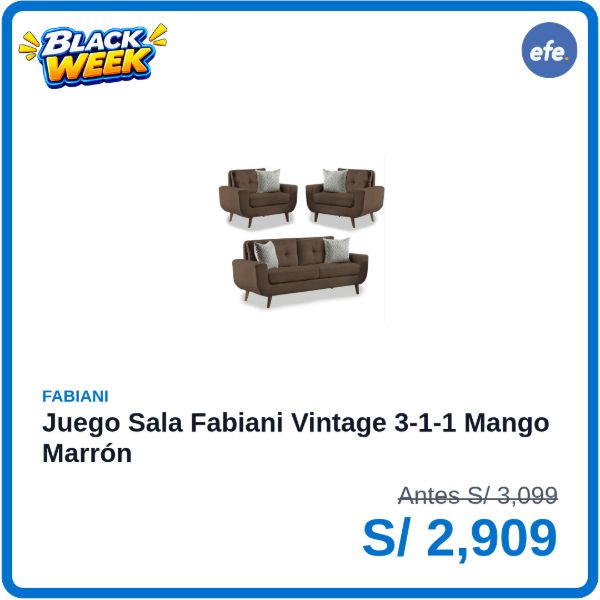 BLACK
WEEK
efe.
FABIANI
Juego Sala Fabiani Vintage 3-1-1 Mango
Marrón
Antes S/ 3,099
S/ 2,909